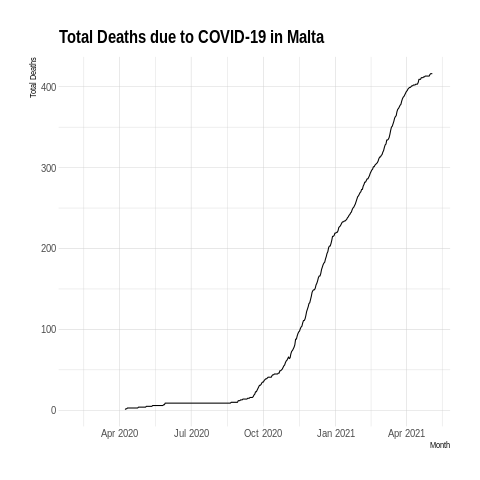 Total Deaths due to COVID-19 in Malta
Total Deaths
400
300
200
100
0
Apr 2020 Jul 2020 Oct 2020 Jan 2021 Apr 2021
Month